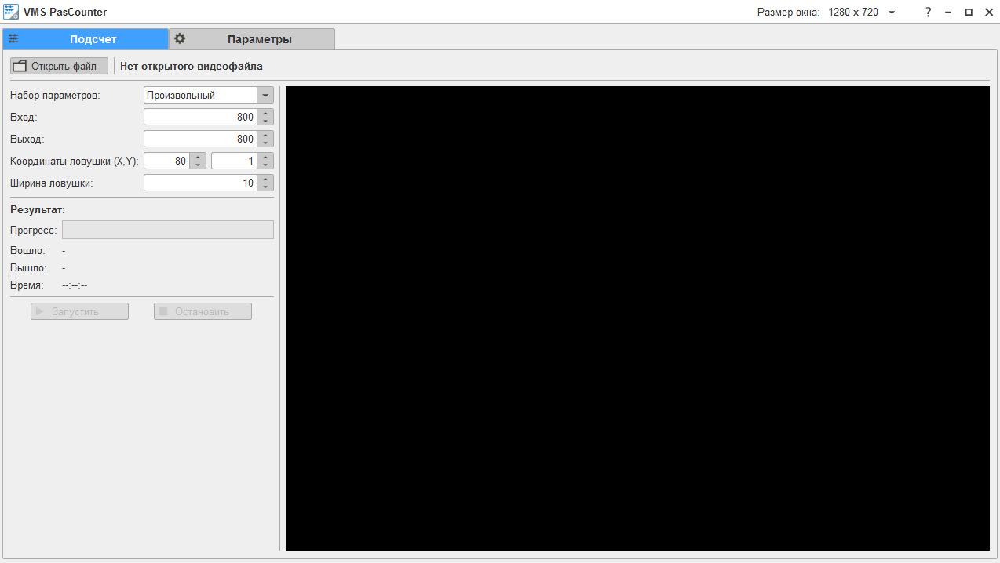 VMS PasCounter Размер окна: 1280 x 720 ?
Подсчет Параметры
Открыть файл Нет открытого видеофайла
Набор параметров: Произвольный
Вход: 800
Выход: 800
Координаты ловушки (X,Y): 80 1
Ширина ловушки: 10
Результат:
Прогресс:
Вошло: -
Вышло: -
Время: --:--:--
Запустить Остановить